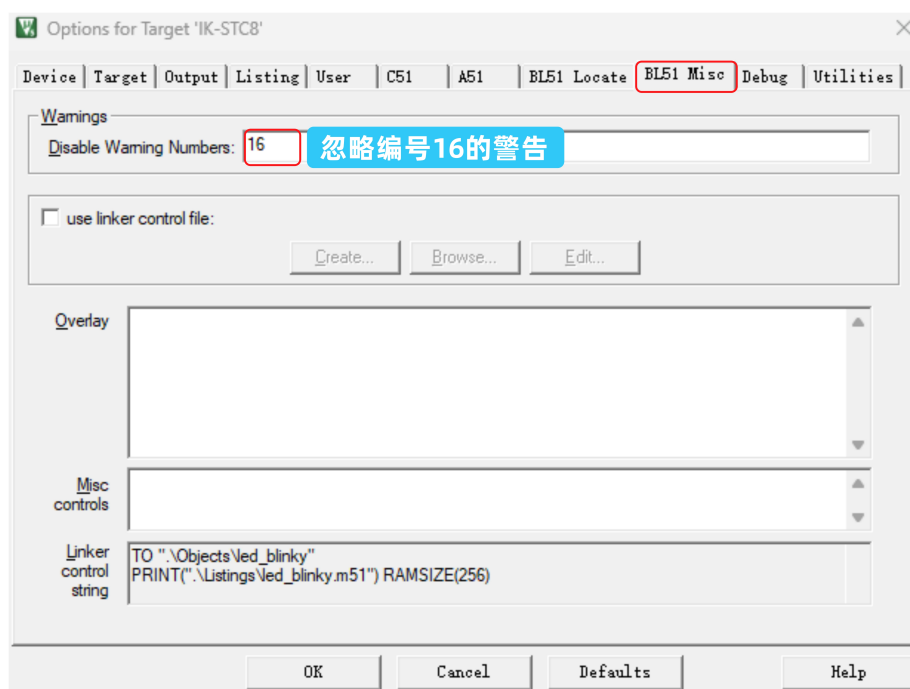 Options for Target 'IK-STC8'
Device Target Output Listing User C51 A51 BL51 Locate BL51 Misc Debug Utilities
Warnings
Disable Warning Numbers: 16 忽略编号16的警告
use linker control file:
Create... Browse... Edit...
Overlay
Misc
controls
Linker
control
string
TO ".\Objects\led_blinky"
PRINT(".\Listings\led_blinky.m51") RAMSIZE(256)
OK Cancel Defaults Help